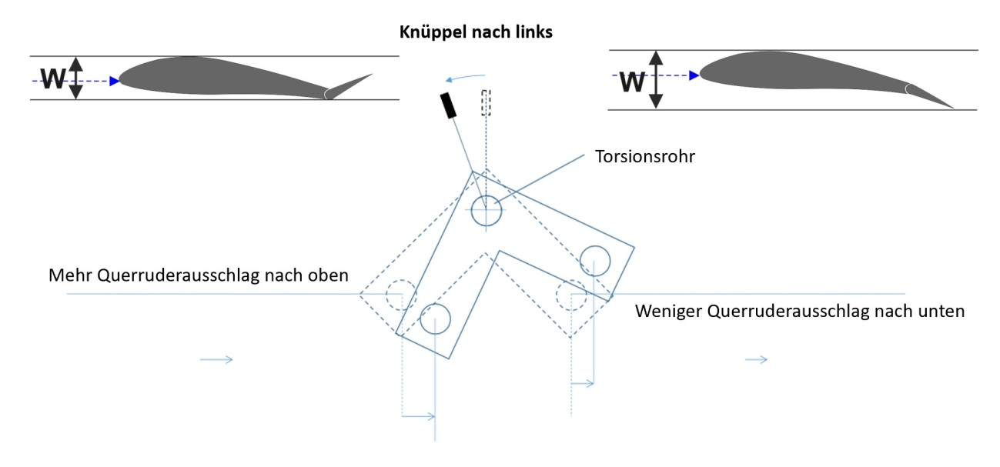 Knüppel nach links
W
W
Torsionsrohr
Mehr Querruderausschlag nach oben
Weniger Querruderausschlag nach unten